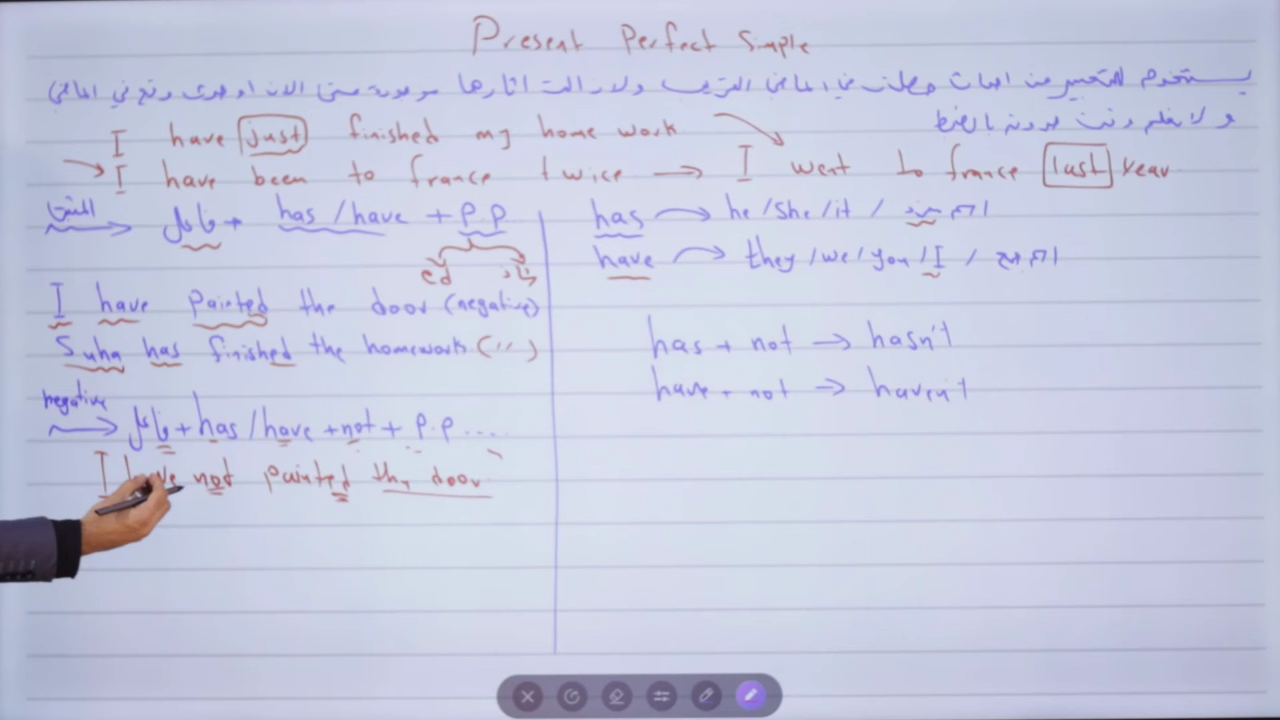 Present Perfect Simple
يستخدم للتعبير عن احداث حصلت في الماضي القريب ولازالت اثارها موجودة حتى الان او حدث وقع في الماضي
ولا نعلم وقت حدوثه بالضبط
I have just finished my home work
I have been to france twice → I went to france last year
المثبت → فاعل + has / have + p.p
ed شاذ
I have painted the door (negative)
Suha has finished the homework ( ،، )
negative → فاعل + has / have + not + p.p ....
I have not painted the door.
has → he / she / it / اسم مفرد
have → they / we / you / I / اسم جمع
has + not → hasn't
have + not → haven't